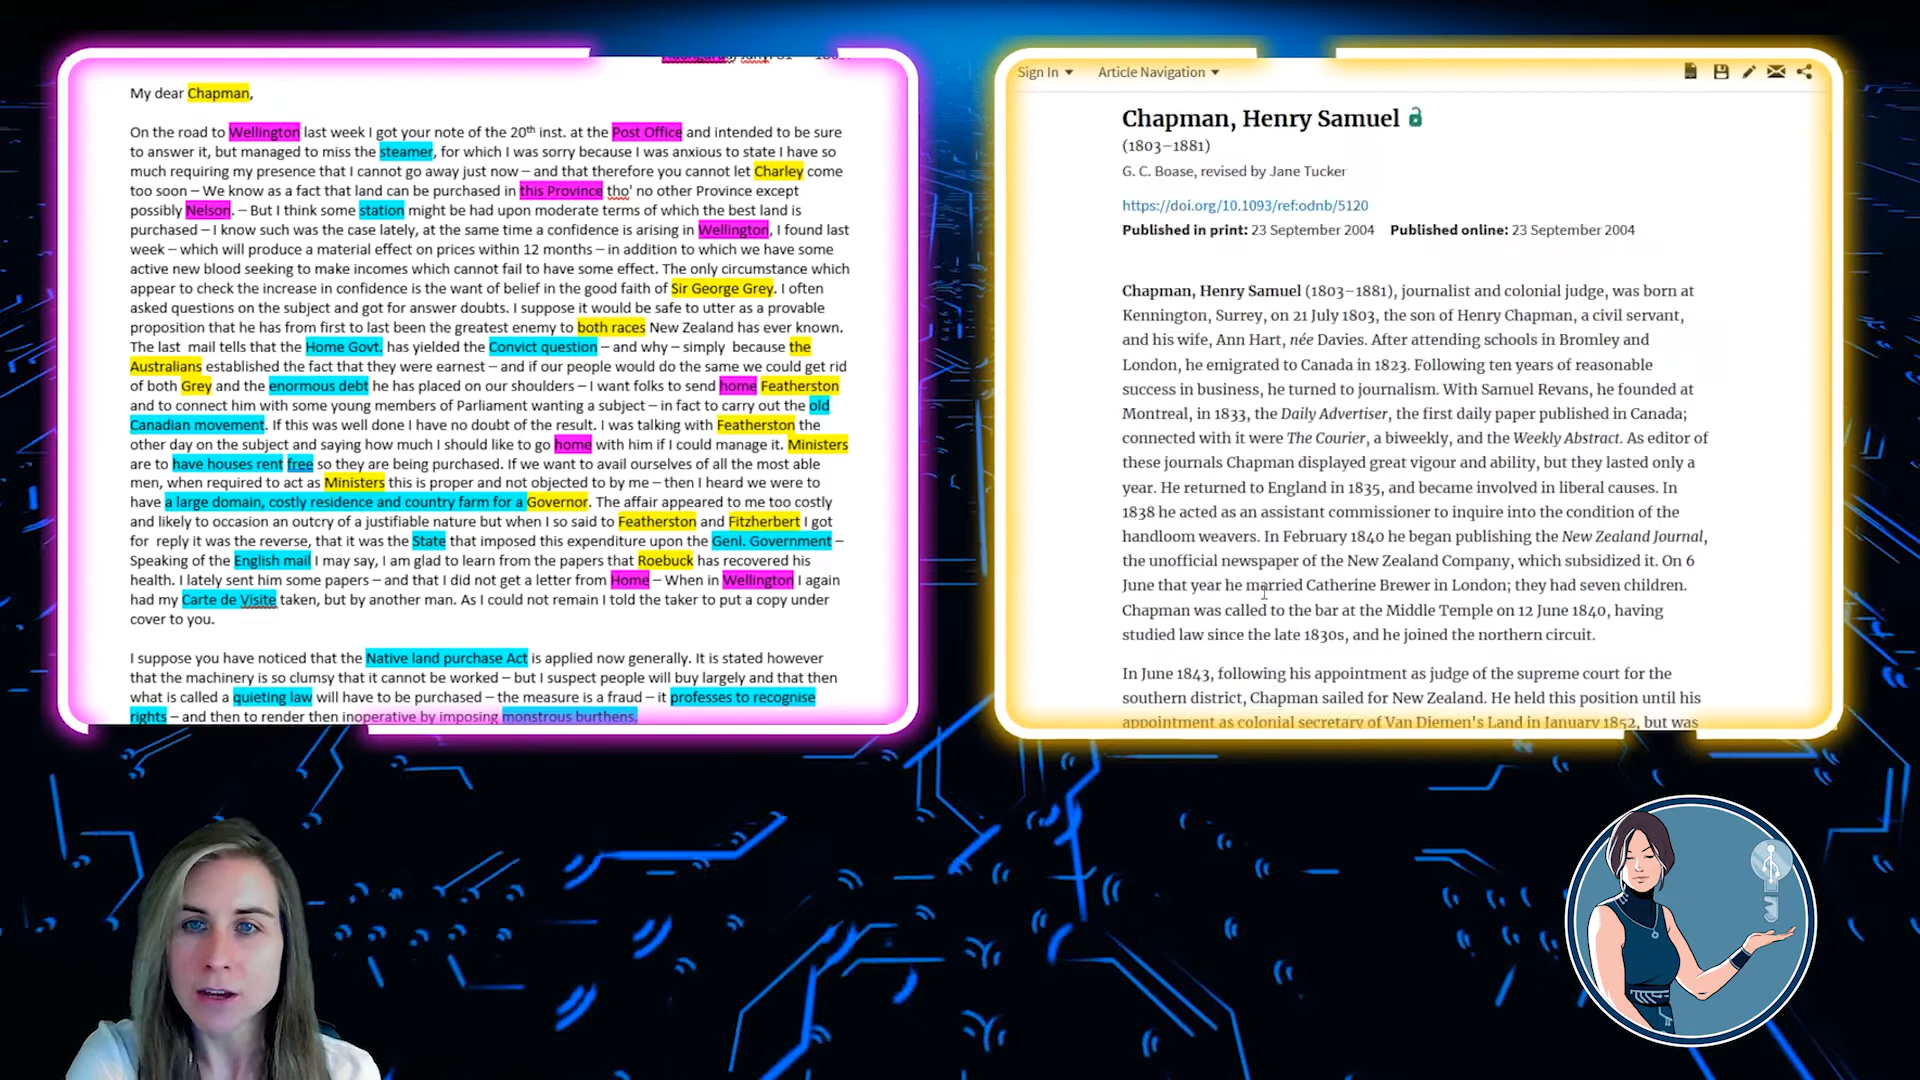 My dear Chapman,
On the road to Wellington last week I got your note of the 20th inst. at the Post Office and intended to be sure
to answer it, but managed to miss the steamer, for which I was sorry because I was anxious to state I have so
much requiring my presence that I cannot go away just now – and that therefore you cannot let Charley come
too soon – We know as a fact that land can be purchased in this Province tho' no other Province except
possibly Nelson. – But I think some station might be had upon moderate terms of which the best land is
purchased – I know such was the case lately, at the same time a confidence is arising in Wellington, I found last
week – which will produce a material effect on prices within 12 months – in addition to which we have some
active new blood seeking to make incomes which cannot fail to have some effect. The only circumstance which
appear to check the increase in confidence is the want of belief in the good faith of Sir George Grey. I often
asked questions on the subject and got for answer doubts. I suppose it would be safe to utter as a provable
proposition that he has from first to last been the greatest enemy to both races New Zealand has ever known.
The last mail tells that the Home Govt. has yielded the Convict question – and why – simply because the
Australians established the fact that they were earnest – and if our people would do the same we could get rid
of both Grey and the enormous debt he has placed on our shoulders – I want folks to send home Featherston
and to connect him with some young members of Parliament wanting a subject – in fact to carry out the old
Canadian movement. If this was well done I have no doubt of the result. I was talking with Featherston the
other day on the subject and saying how much I should like to go home with him if I could manage it. Ministers
are to have houses rent free so they are being purchased. If we want to avail ourselves of all the most able
men, when required to act as Ministers this is proper and not objected to by me – then I heard we were to
have a large domain, costly residence and country farm for a Governor. The affair appeared to me too costly
and likely to occasion an outcry of a justifiable nature but when I so said to Featherston and Fitzherbert I got
for reply it was the reverse, that it was the State that imposed this expenditure upon the Genl. Government –
Speaking of the English mail I may say, I am glad to learn from the papers that Roebuck has recovered his
health. I lately sent him some papers – and that I did not get a letter from Home – When in Wellington I again
had my Carte de Visite taken, but by another man. As I could not remain I told the taker to put a copy under
cover to you.
I suppose you have noticed that the Native land purchase Act is applied now generally. It is stated however
that the machinery is so clumsy that it cannot be worked – but I suspect people will buy largely and that then
what is called a quieting law will have to be purchased – the measure is a fraud – it professes to recognise
rights – and then to render then inoperative by imposing monstrous burthens.
Sign In Article Navigation
Chapman, Henry Samuel
(1803–1881)
G. C. Boase, revised by Jane Tucker
https://doi.org/10.1093/ref:odnb/5120
Published in print: 23 September 2004 Published online: 23 September 2004
Chapman, Henry Samuel (1803–1881), journalist and colonial judge, was born at
Kennington, Surrey, on 21 July 1803, the son of Henry Chapman, a civil servant,
and his wife, Ann Hart, née Davies. After attending schools in Bromley and
London, he emigrated to Canada in 1823. Following ten years of reasonable
success in business, he turned to journalism. With Samuel Revans, he founded at
Montreal, in 1833, the Daily Advertiser, the first daily paper published in Canada;
connected with it were The Courier, a biweekly, and the Weekly Abstract. As editor of
these journals Chapman displayed great vigour and ability, but they lasted only a
year. He returned to England in 1835, and became involved in liberal causes. In
1838 he acted as an assistant commissioner to inquire into the condition of the
handloom weavers. In February 1840 he began publishing the New Zealand Journal,
the unofficial newspaper of the New Zealand Company, which subsidized it. On 6
June that year he married Catherine Brewer in London; they had seven children.
Chapman was called to the bar at the Middle Temple on 12 June 1840, having
studied law since the late 1830s, and he joined the northern circuit.
In June 1843, following his appointment as judge of the supreme court for the
southern district, Chapman sailed for New Zealand. He held this position until his
appointment as colonial secretary of Van Diemen's Land in January 1852, but was